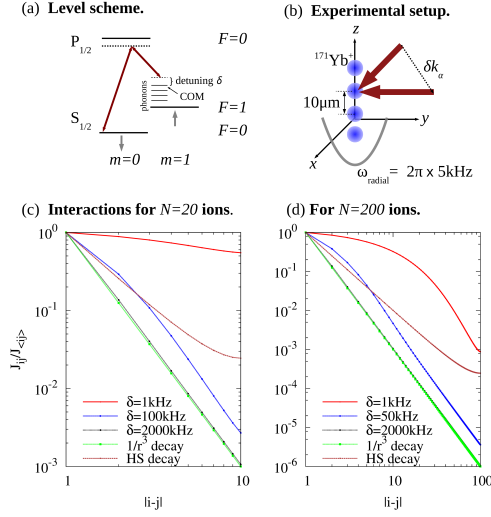 (a) Level scheme.
P1/2
F=0
detuning δ
COM
phonons
F=1
S1/2
F=0
m=0 m=1
(b) Experimental setup.
z
171Yb+
δkα
10µm
y
x
ωradial= 2π x 5kHz
(c) Interactions for N=20 ions.
10^0
10^-1
10^-2
10^-3
Jij/J<ij>
δ=1kHz
δ=100kHz
δ=2000kHz
1/r^3 decay
HS decay
1 10
|i-j|
(d) For N=200 ions.
10^0
10^-1
10^-2
10^-3
10^-4
10^-5
10^-6
δ=1kHz
δ=50kHz
δ=2000kHz
1/r^3 decay
HS decay
1 10 100
|i-j|